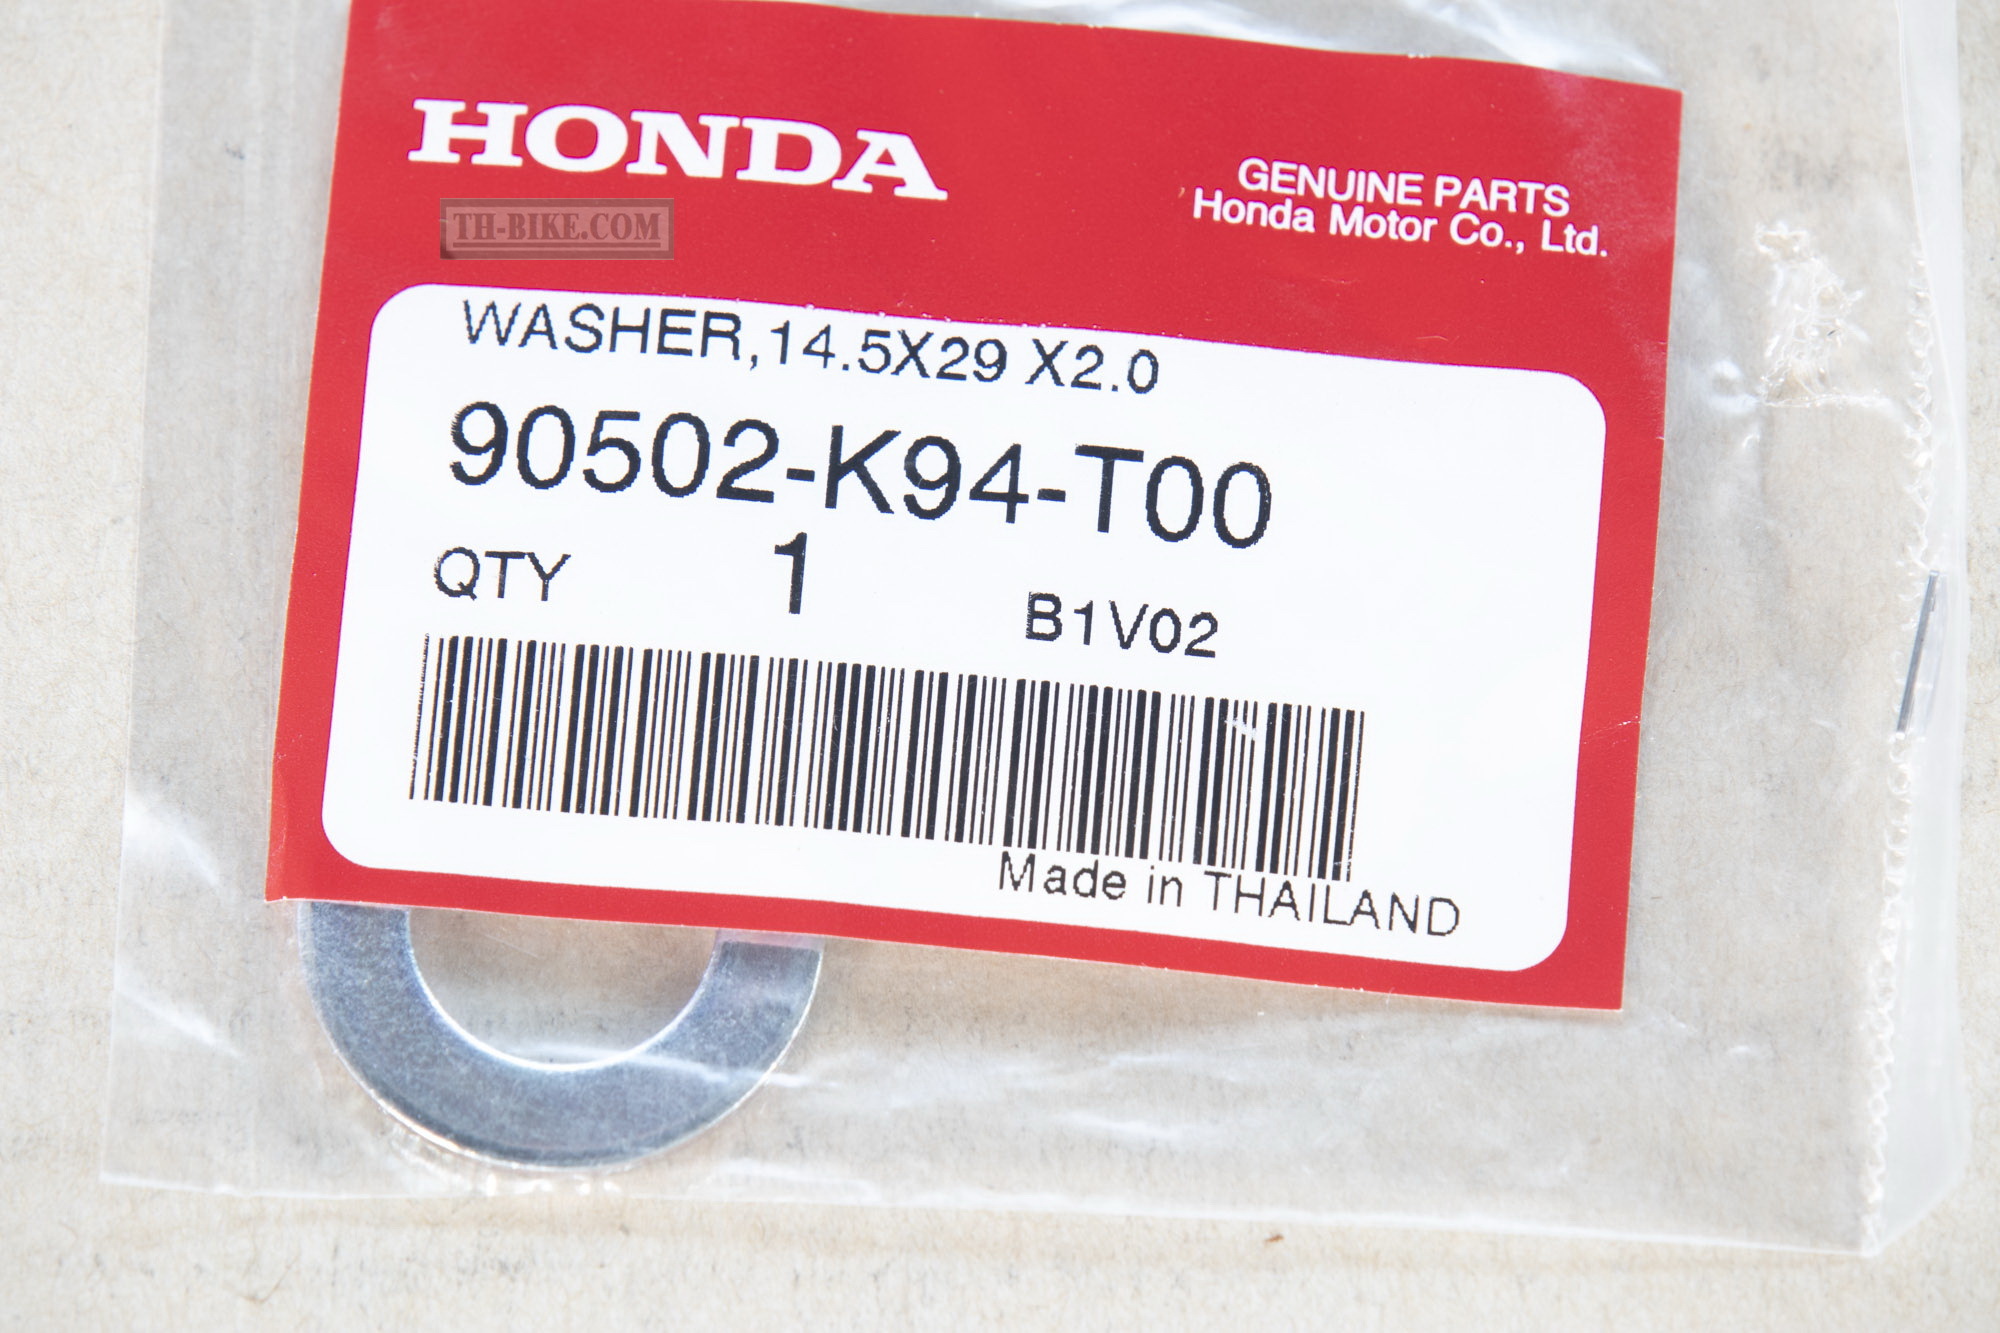 HONDA
GENUINE PARTS
Honda Motor Co., Ltd.
TH-BIKE.COM
WASHER,14.5X29 X2.0
90502-K94-T00
QTY 1 B1V02
Made in THAILAND